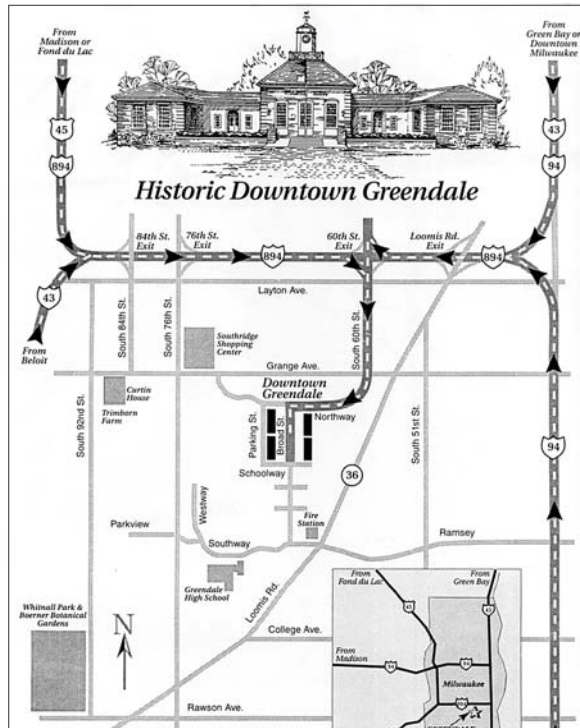 From
Madison or
Fond du Lac
From
Green Bay or
Downtown
Milwaukee
45
894
43
94
Historic Downtown Greendale
84th St.
Exit
76th St.
Exit
894
60th St.
Exit
Loomis Rd.
Exit
894
43
From
Beloit
Layton Ave.
South 84th St.
South 76th St.
South 60th St.
Southridge
Shopping
Center
Grange Ave.
Curtin
House
Trimborn
Farm
Downtown
Greendale
Northway
Parking St.
Broad St.
South 92nd St.
South 51st St.
94
Schoolway
36
Westway
Fire
Station
Parkview
Southway
Ramsey
Greendale
High School
Loomis Rd.
Whitnall Park &
Boerner Botanical
Gardens
N
College Ave.
Rawson Ave.
From
Fond du Lac
From
Green Bay
45
43
From
Madison
94
94
Milwaukee
894
GREENDALE